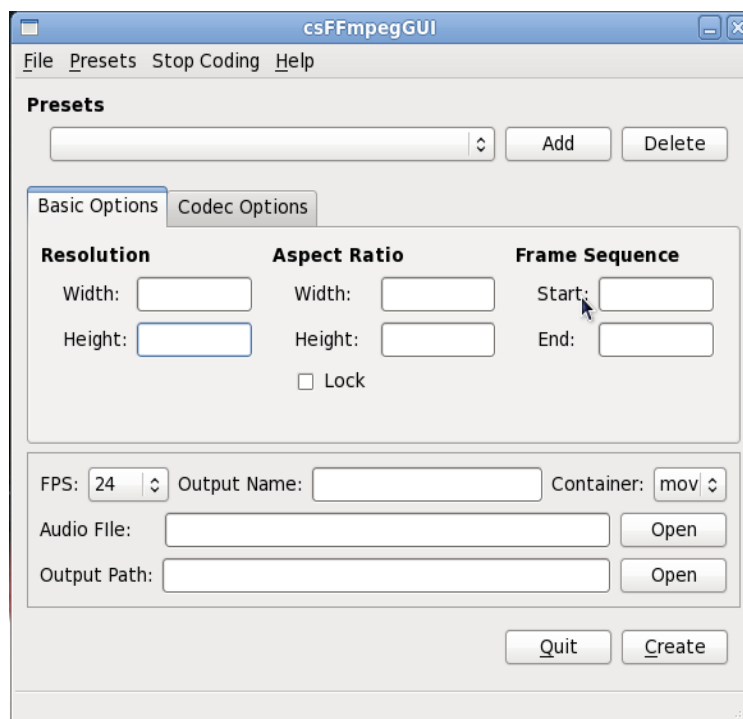 csFFmpegGUI
File Presets Stop Coding Help
Presets
Add Delete
Basic Options Codec Options
Resolution Aspect Ratio Frame Sequence
Width: Width: Start:
Height: Height: End:
Lock
FPS: 24 Output Name: Container: mov
Audio FIle: Open
Output Path: Open
Quit Create